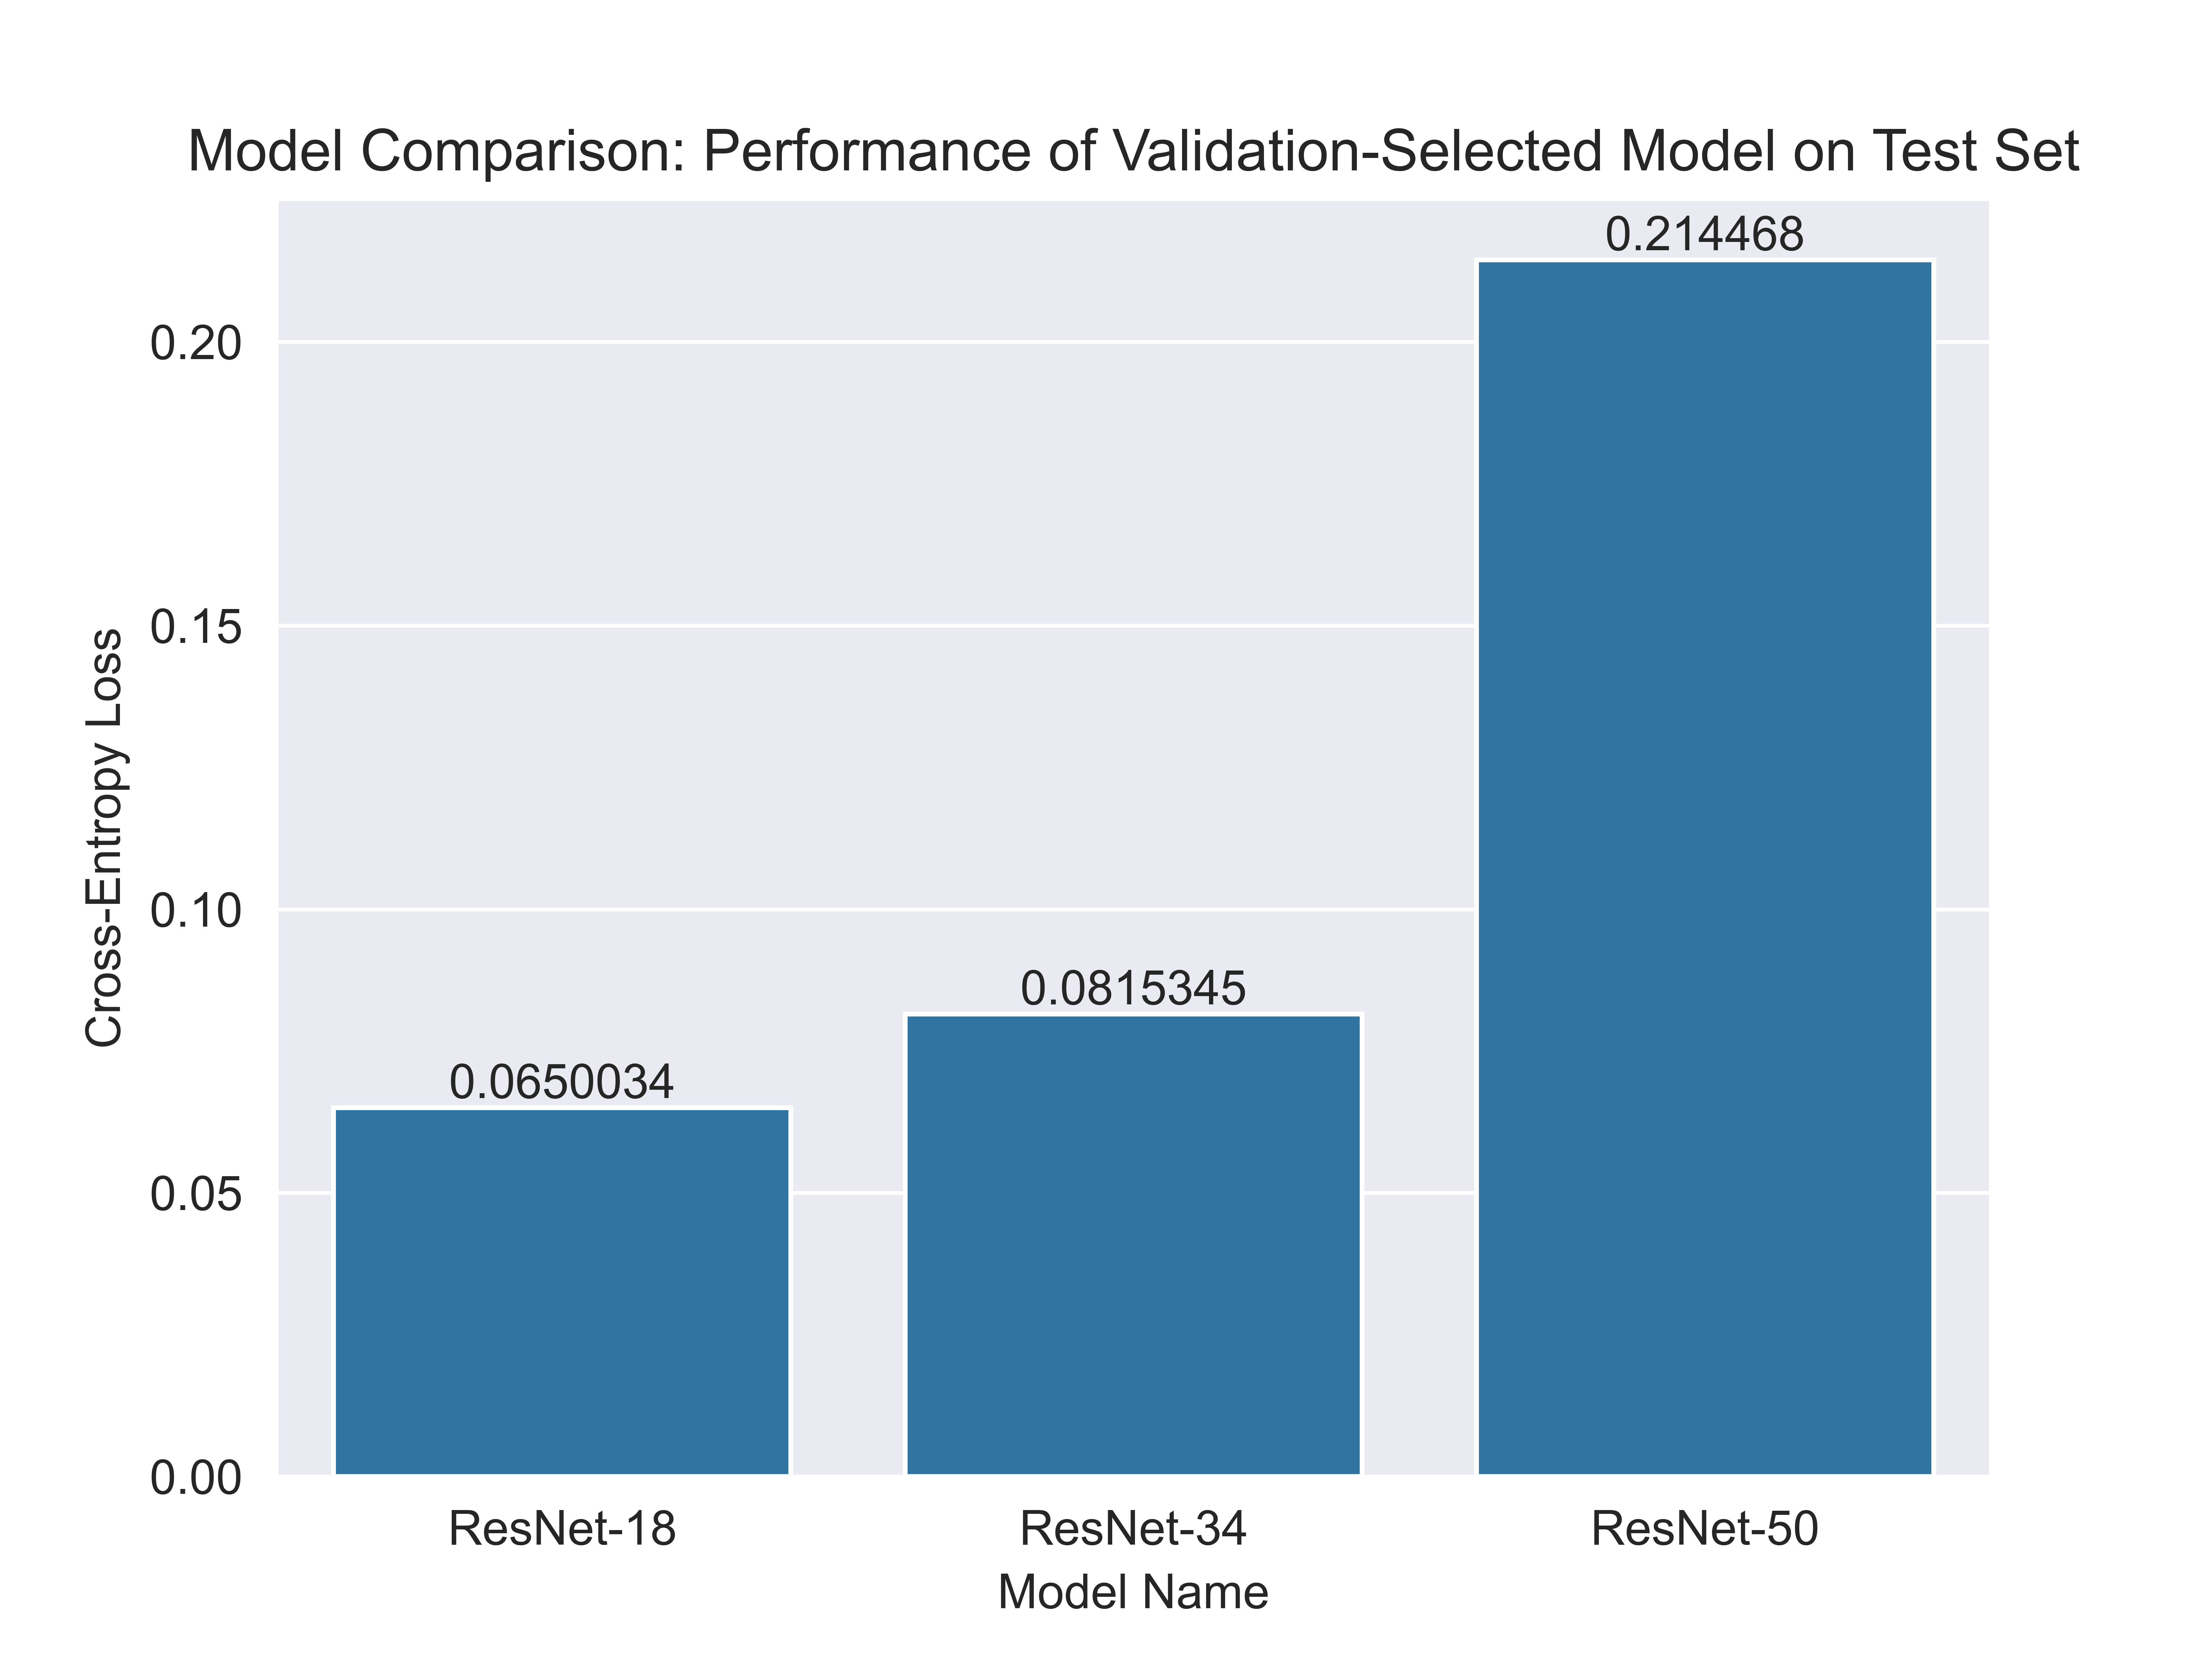 Model Comparison: Performance of Validation-Selected Model on Test Set
0.214468
0.20
0.15
0.10
0.0815345
0.0650034
0.05
0.00
Cross-Entropy Loss
ResNet-18 ResNet-34 ResNet-50
Model Name